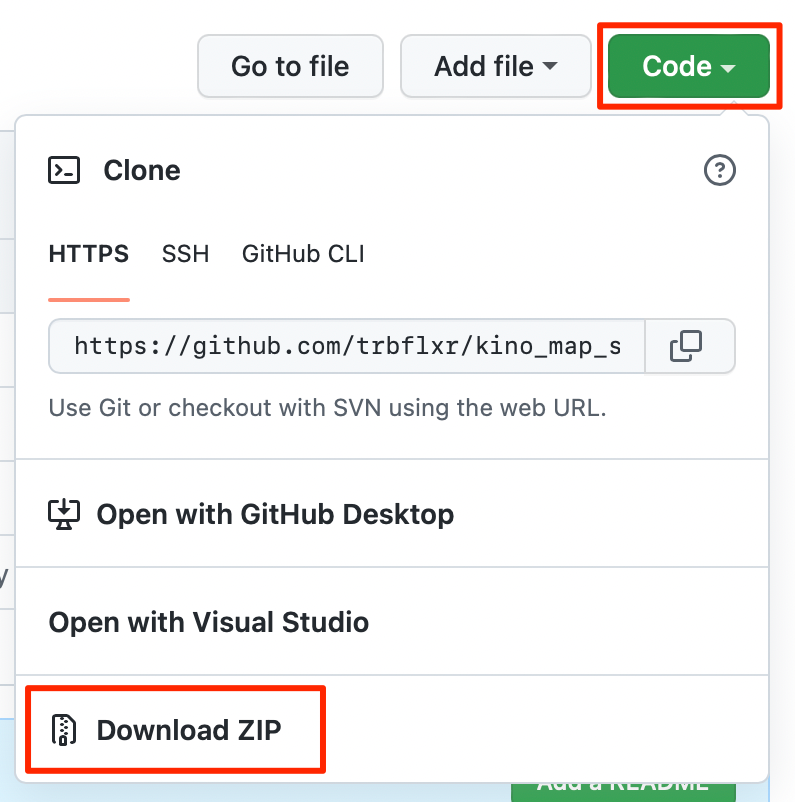 Go to file
Add file
Code
Clone
HTTPS SSH GitHub CLI
https://github.com/trbflxr/kino_map_s
Use Git or checkout with SVN using the web URL.
Open with GitHub Desktop
y
Open with Visual Studio
Download ZIP
Add a README